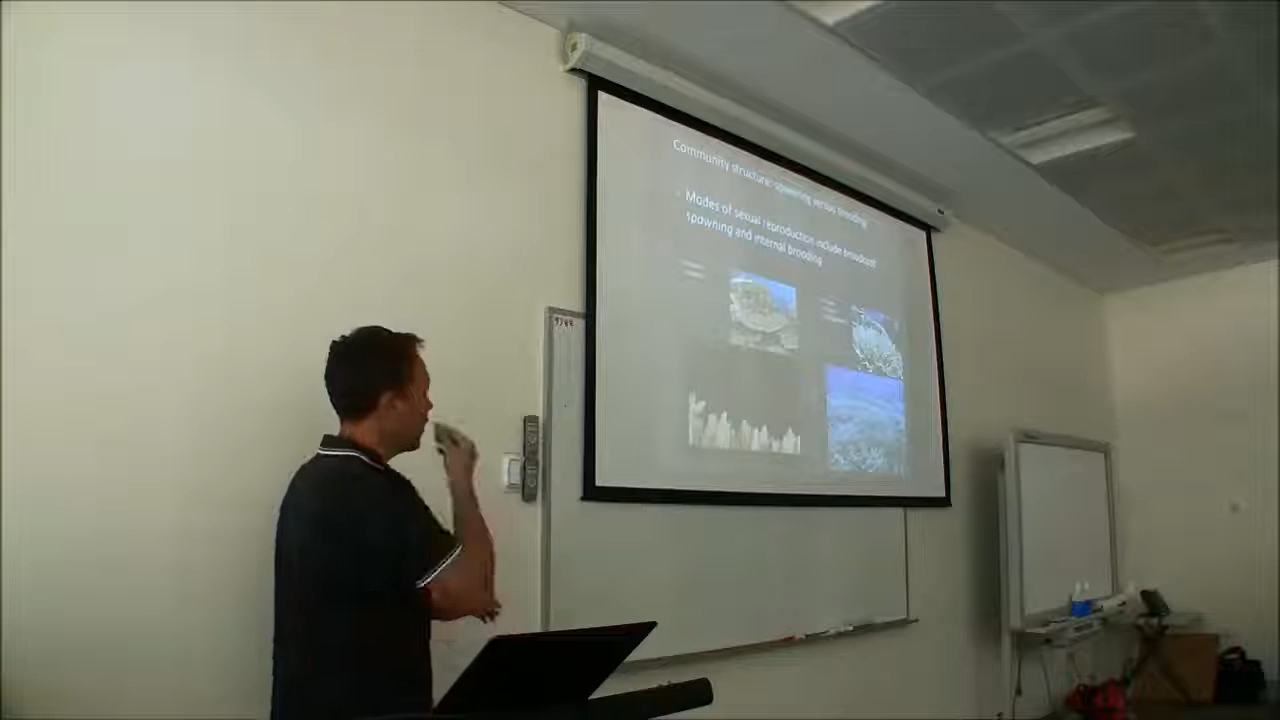 Community structure: spawning versus brooding
Modes of sexual reproduction include broadcast
spawning and internal brooding